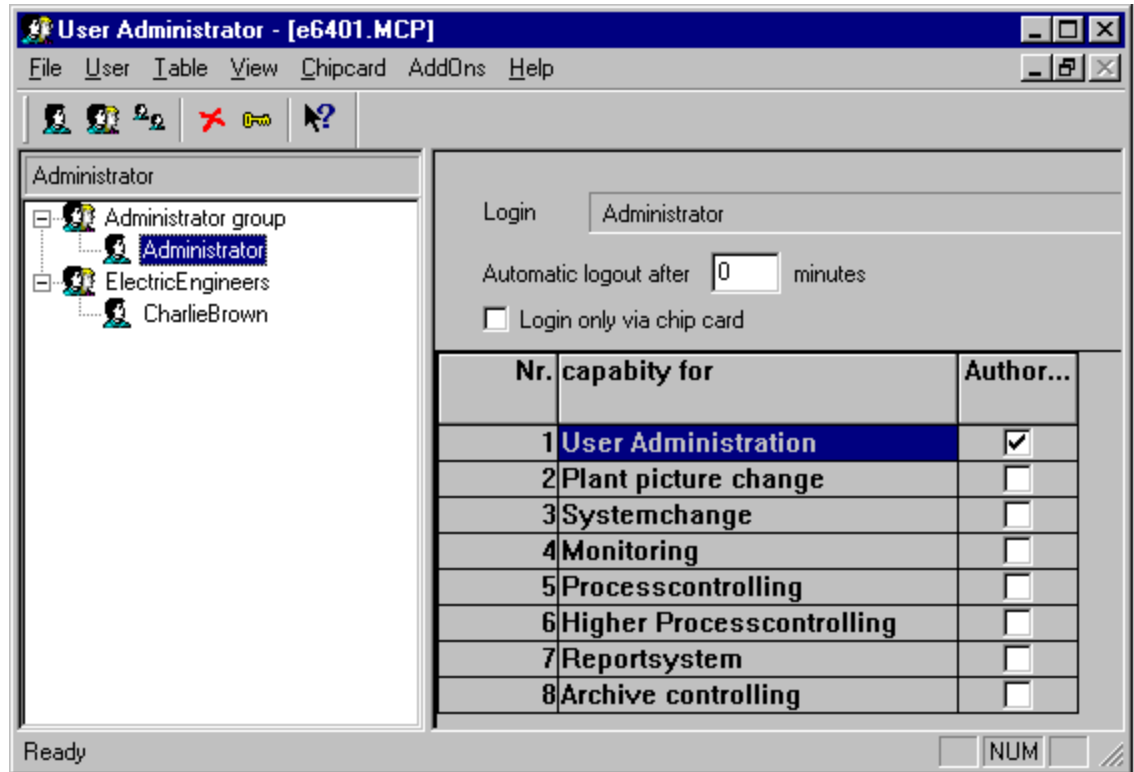 User Administrator - [e6401.MCP]
File User Table View Chipcard AddOns Help
Administrator
Administrator group
Administrator
ElectricEngineers
CharlieBrown
Login Administrator
Automatic logout after 0 minutes
Login only via chip card
Nr. capabity for Author...
1 User Administration
2 Plant picture change
3 Systemchange
4 Monitoring
5 Processcontrolling
6 Higher Processcontrolling
7 Reportsystem
8 Archive controlling
Ready NUM